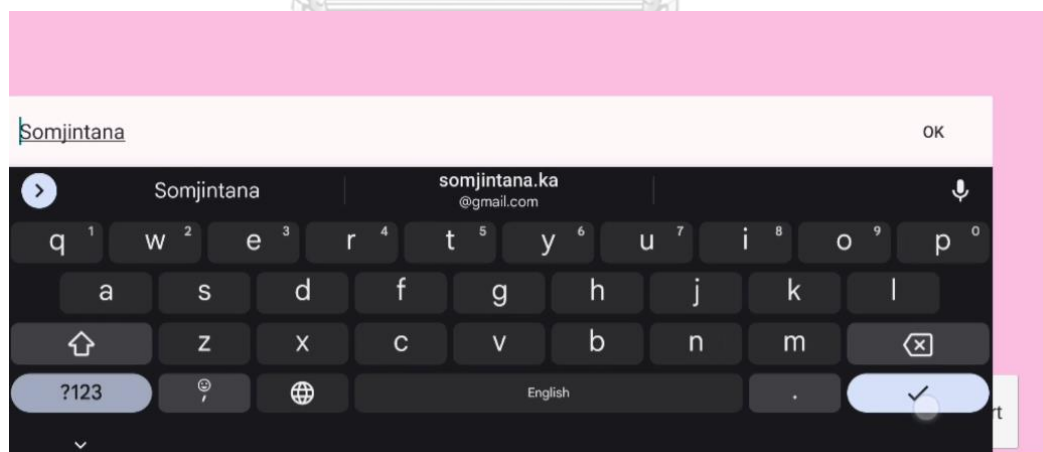 Somjintana
OK
Somjintana
somjintana.ka
@gmail.com
q 1 w 2 e 3 r 4 t 5 y 6 u 7 i 8 o 9 p 0
a s d f g h j k l
z x c v b n m
?123 , English .
rt